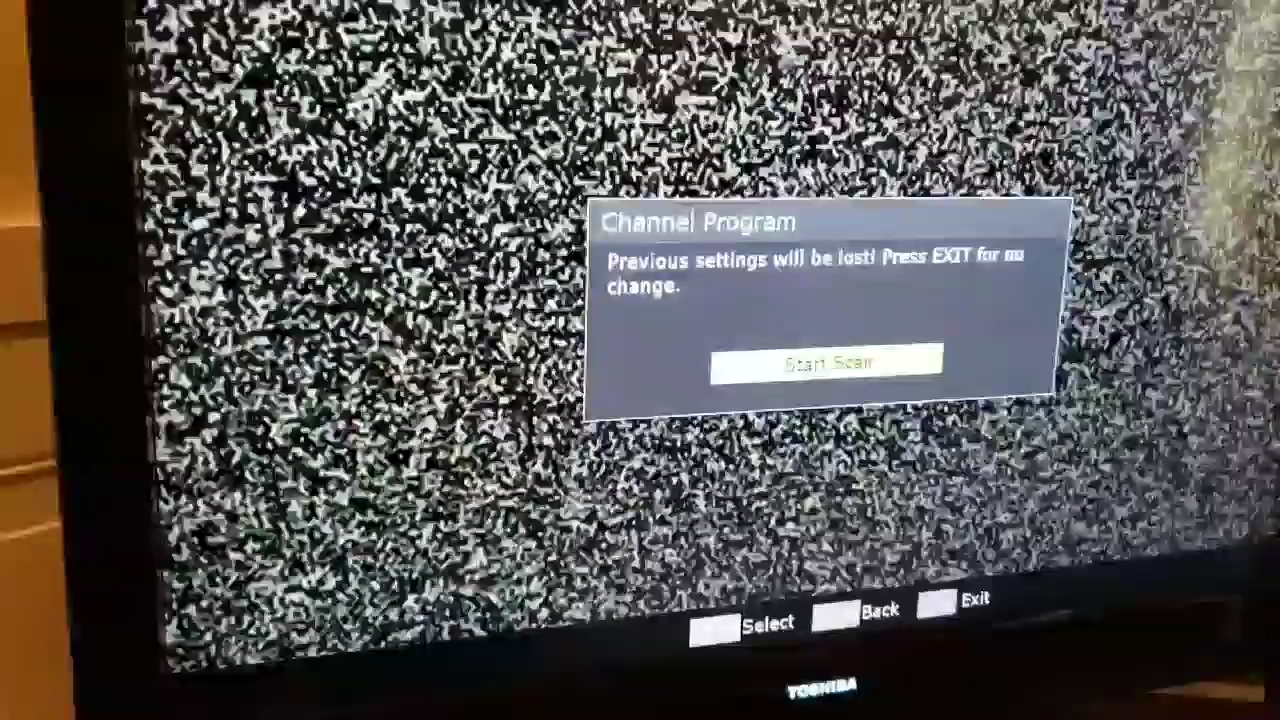 Channel Program
Previous settings will be lost! Press EXIT for no
change.
Start Scan
Select Back Exit
TOSHIBA